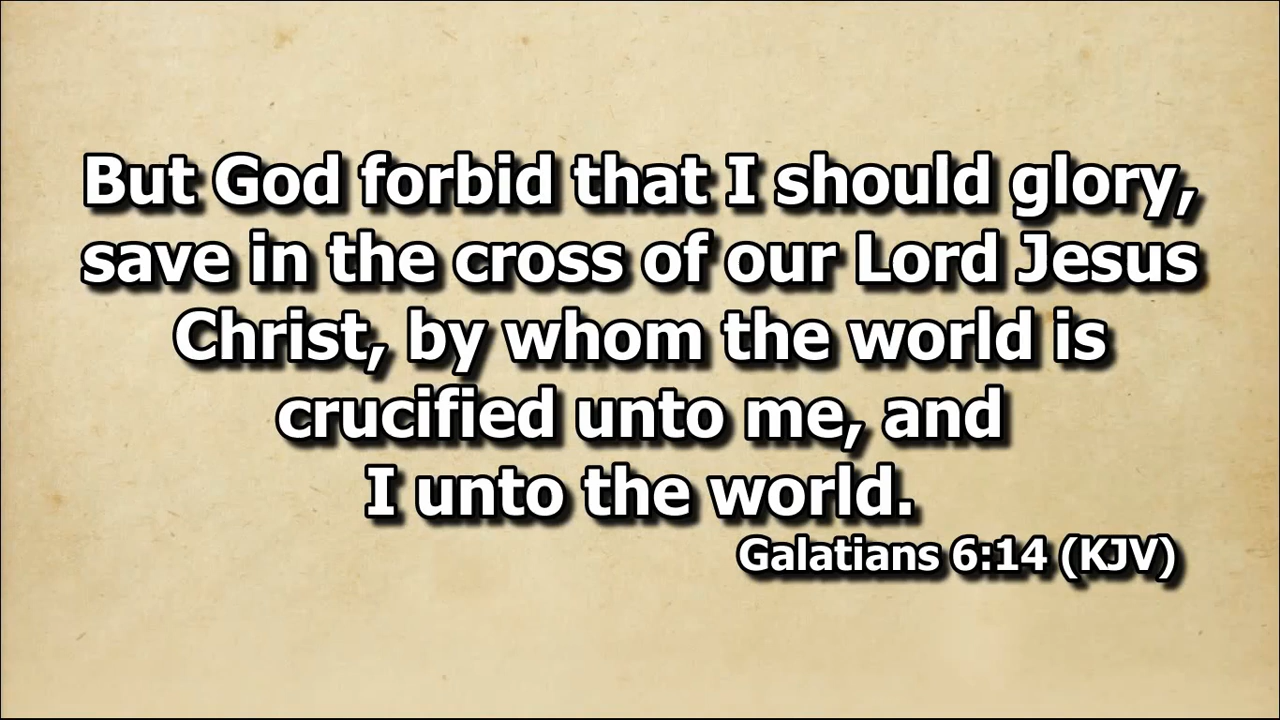 But God forbid that I should glory,
save in the cross of our Lord Jesus
Christ, by whom the world is
crucified unto me, and
I unto the world.
Galatians 6:14 (KJV)